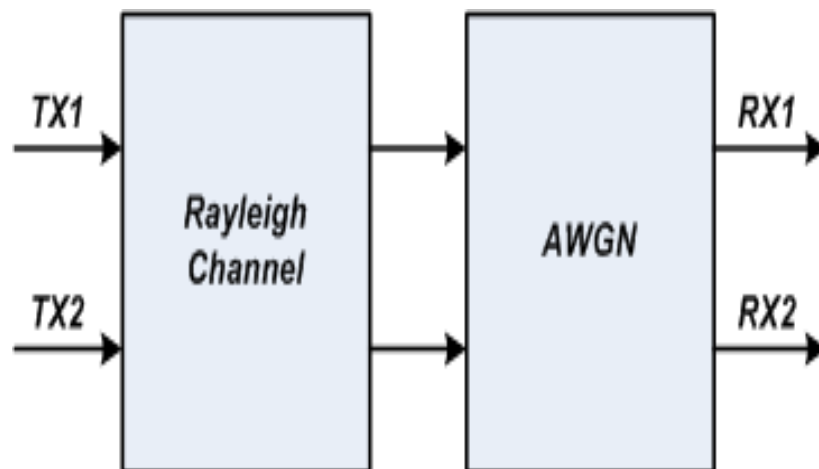 TX1
RX1
Rayleigh
Channel
AWGN
TX2
RX2